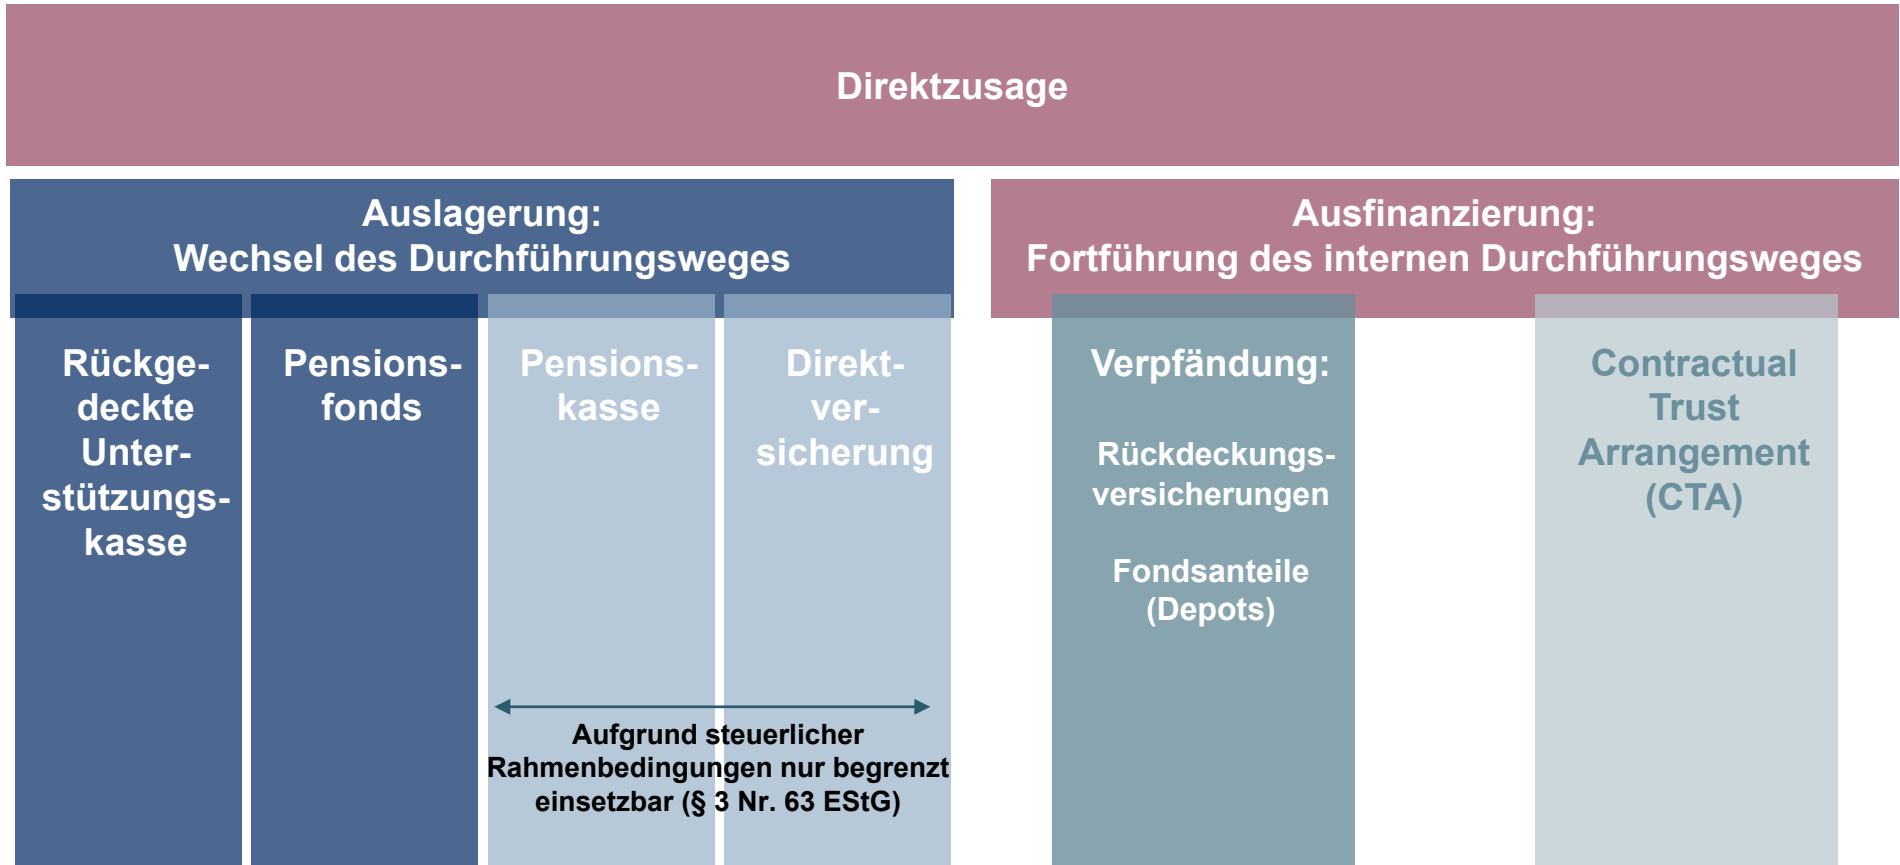 Direktzusage
Auslagerung:
Wechsel des Durchführungsweges
Rückge-
deckte
Unter-
stützungs-
kasse
Pensions-
fonds
Pensions-
kasse
Direkt-
ver-
sicherung
Aufgrund steuerlicher
Rahmenbedingungen nur begrenzt
einsetzbar (§ 3 Nr. 63 EStG)
Ausfinanzierung:
Fortführung des internen Durchführungsweges
Verpfändung:
Rückdeckungs-
versicherungen
Fondsanteile
(Depots)
Contractual
Trust
Arrangement
(CTA)